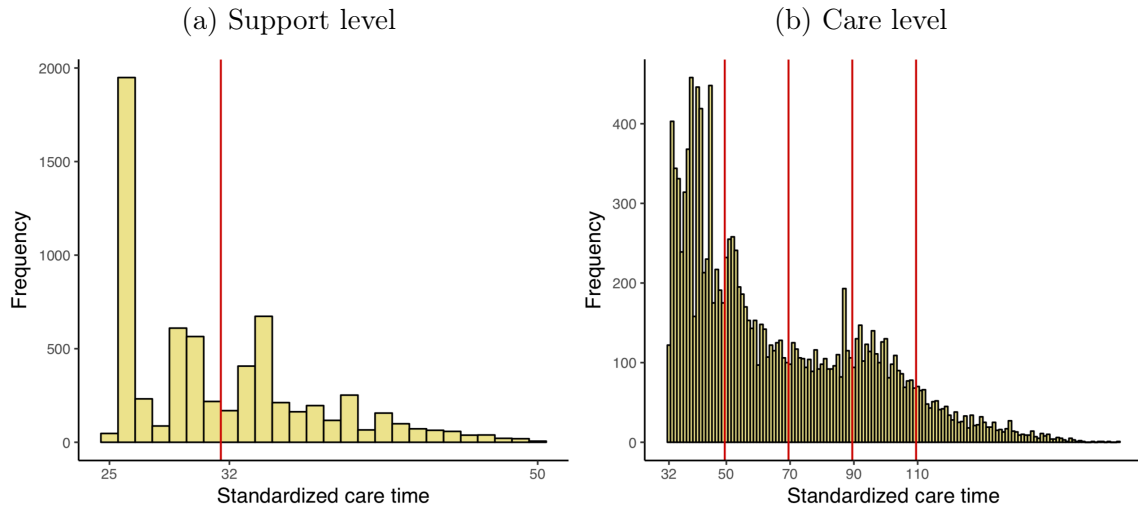 (a) Support level
2000
1500
1000
500
0
Frequency
25 32 50
Standardized care time
(b) Care level
400
300
200
100
0
Frequency
32 50 70 90 110
Standardized care time